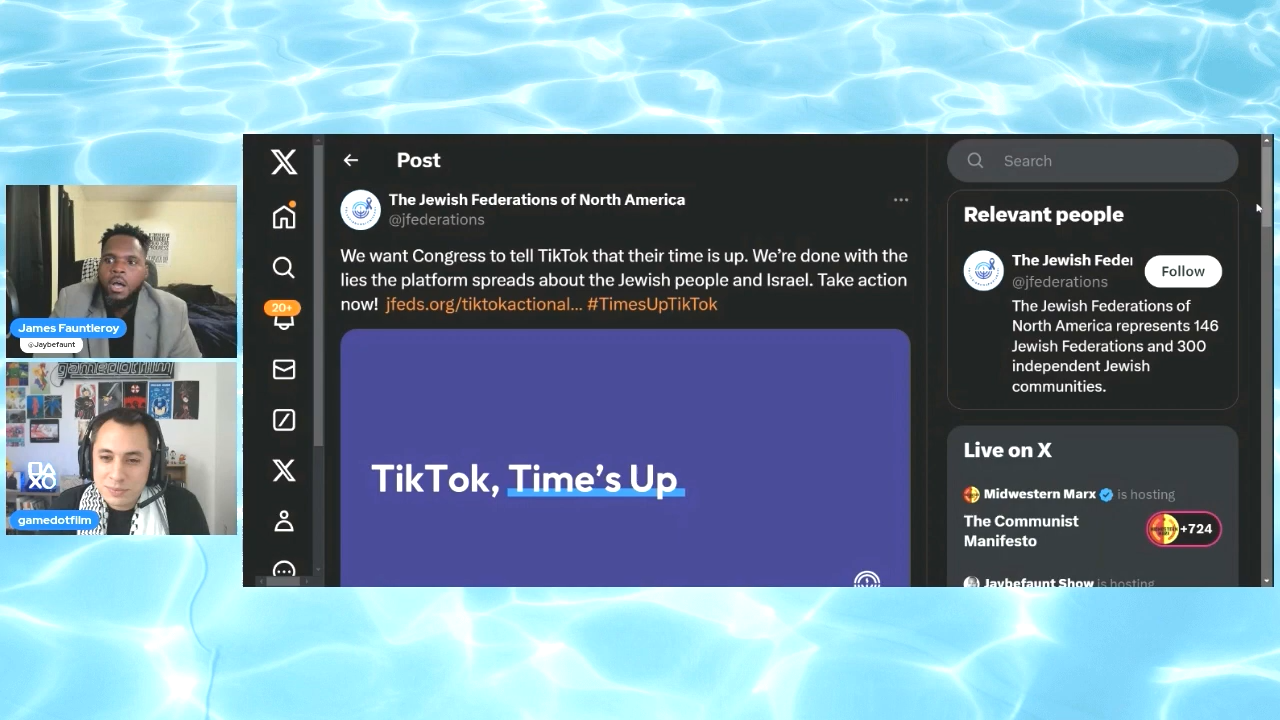 Post
Search
The Jewish Federations of North America
@jfederations
We want Congress to tell TikTok that their time is up. We’re done with the
lies the platform spreads about the Jewish people and Israel. Take action
now! jfeds.org/tiktokactional... #TimesUpTikTok
TikTok, Time’s Up
20+
Relevant people
The Jewish Feder
@jfederations
Follow
The Jewish Federations of
North America represents 146
Jewish Federations and 300
independent Jewish
communities.
Live on X
Midwestern Marx is hosting
The Communist
Manifesto
+724
Jaybefaunt Show is hosting
James Fauntleroy
@Jaybefaunt
gamedotfilm
gamedotfilm